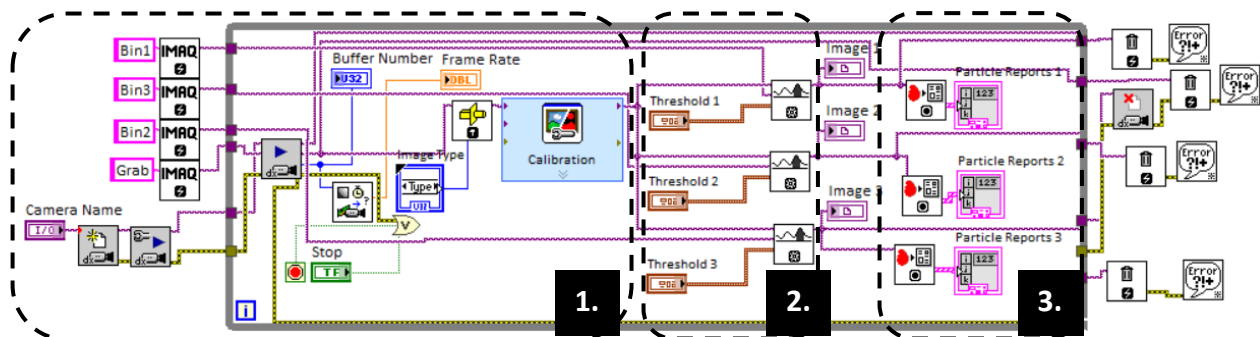 Bin1
IMAQ
Bin3
IMAQ
Bin2
IMAQ
Grab
IMAQ
Camera Name
I/O
Buffer Number
U32
Frame Rate
DBL
Image Type
Type
U32
Calibration
Stop
TF
i
1.
Threshold 1
Threshold 2
Threshold 3
2.
Image 1
Image 2
Image 3
Particle Reports 1
123
Particle Reports 2
123
Particle Reports 3
123
3.
Error
?!+
Error
?!+
Error
?!+
Error
?!+